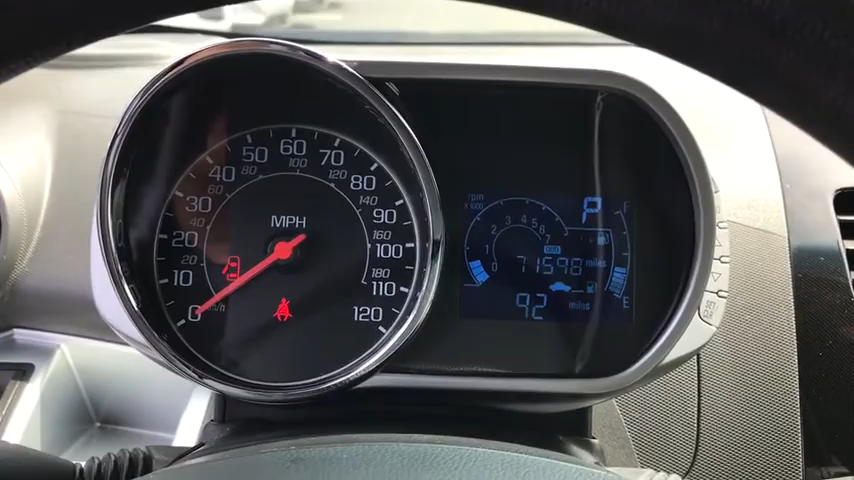 MPH
0
10
20
30
40
50
60
70
80
90
100
110
120
20
40
60
80
100
120
140
160
180
km/h
rpm
x 1000
0 1 2 3 4 5 6 7 8
P
F
E
ODO
71598 miles
92 miles
SET
CLR